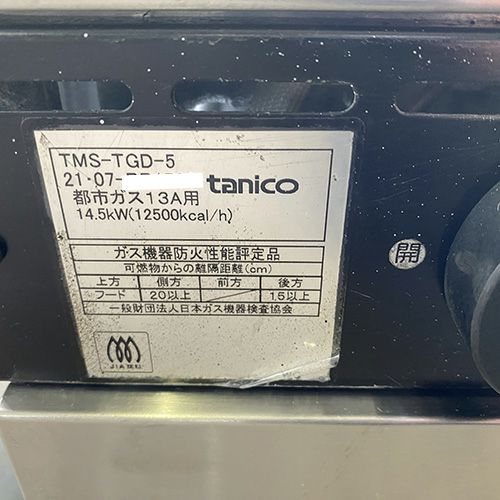 TMS-TGD-5
21・07-
tanico
都市ガス13A用
14.5kW(12500kcal/h)
ガス機器防火性能評定品
可燃物からの離隔距離(cm)
上方 側方 前方 後方
フード 20以上 15以上
一般財団法人日本ガス機器検査協会
開